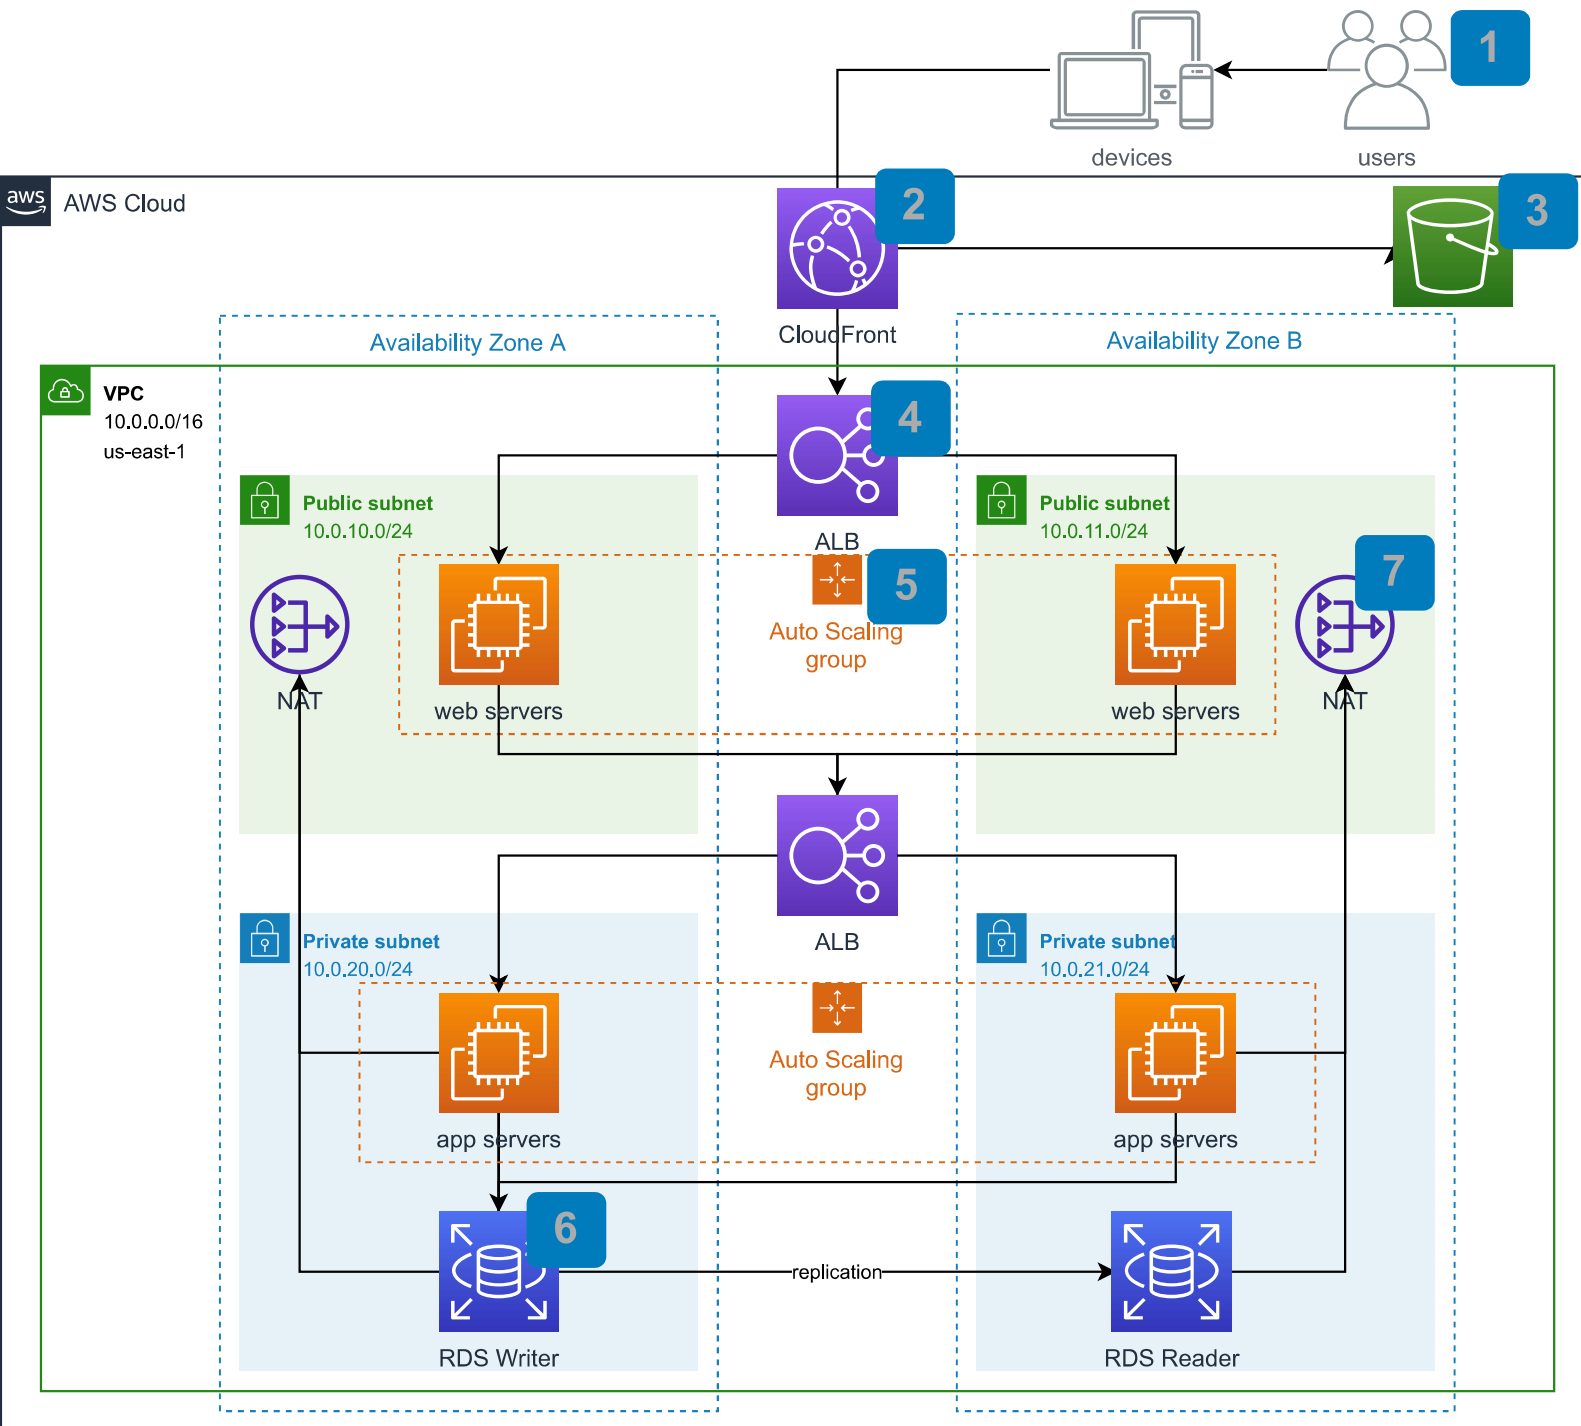 1
devices
users
aws
AWS Cloud
2
3
CloudFront
Availability Zone A
Availability Zone B
VPC
10.0.0.0/16
us-east-1
4
ALB
Public subnet
10.0.10.0/24
Public subnet
10.0.11.0/24
5
Auto Scaling
group
7
NAT
web servers
web servers
NAT
ALB
Private subnet
10.0.20.0/24
Private subnet
10.0.21.0/24
Auto Scaling
group
app servers
app servers
6
replication
RDS Writer
RDS Reader